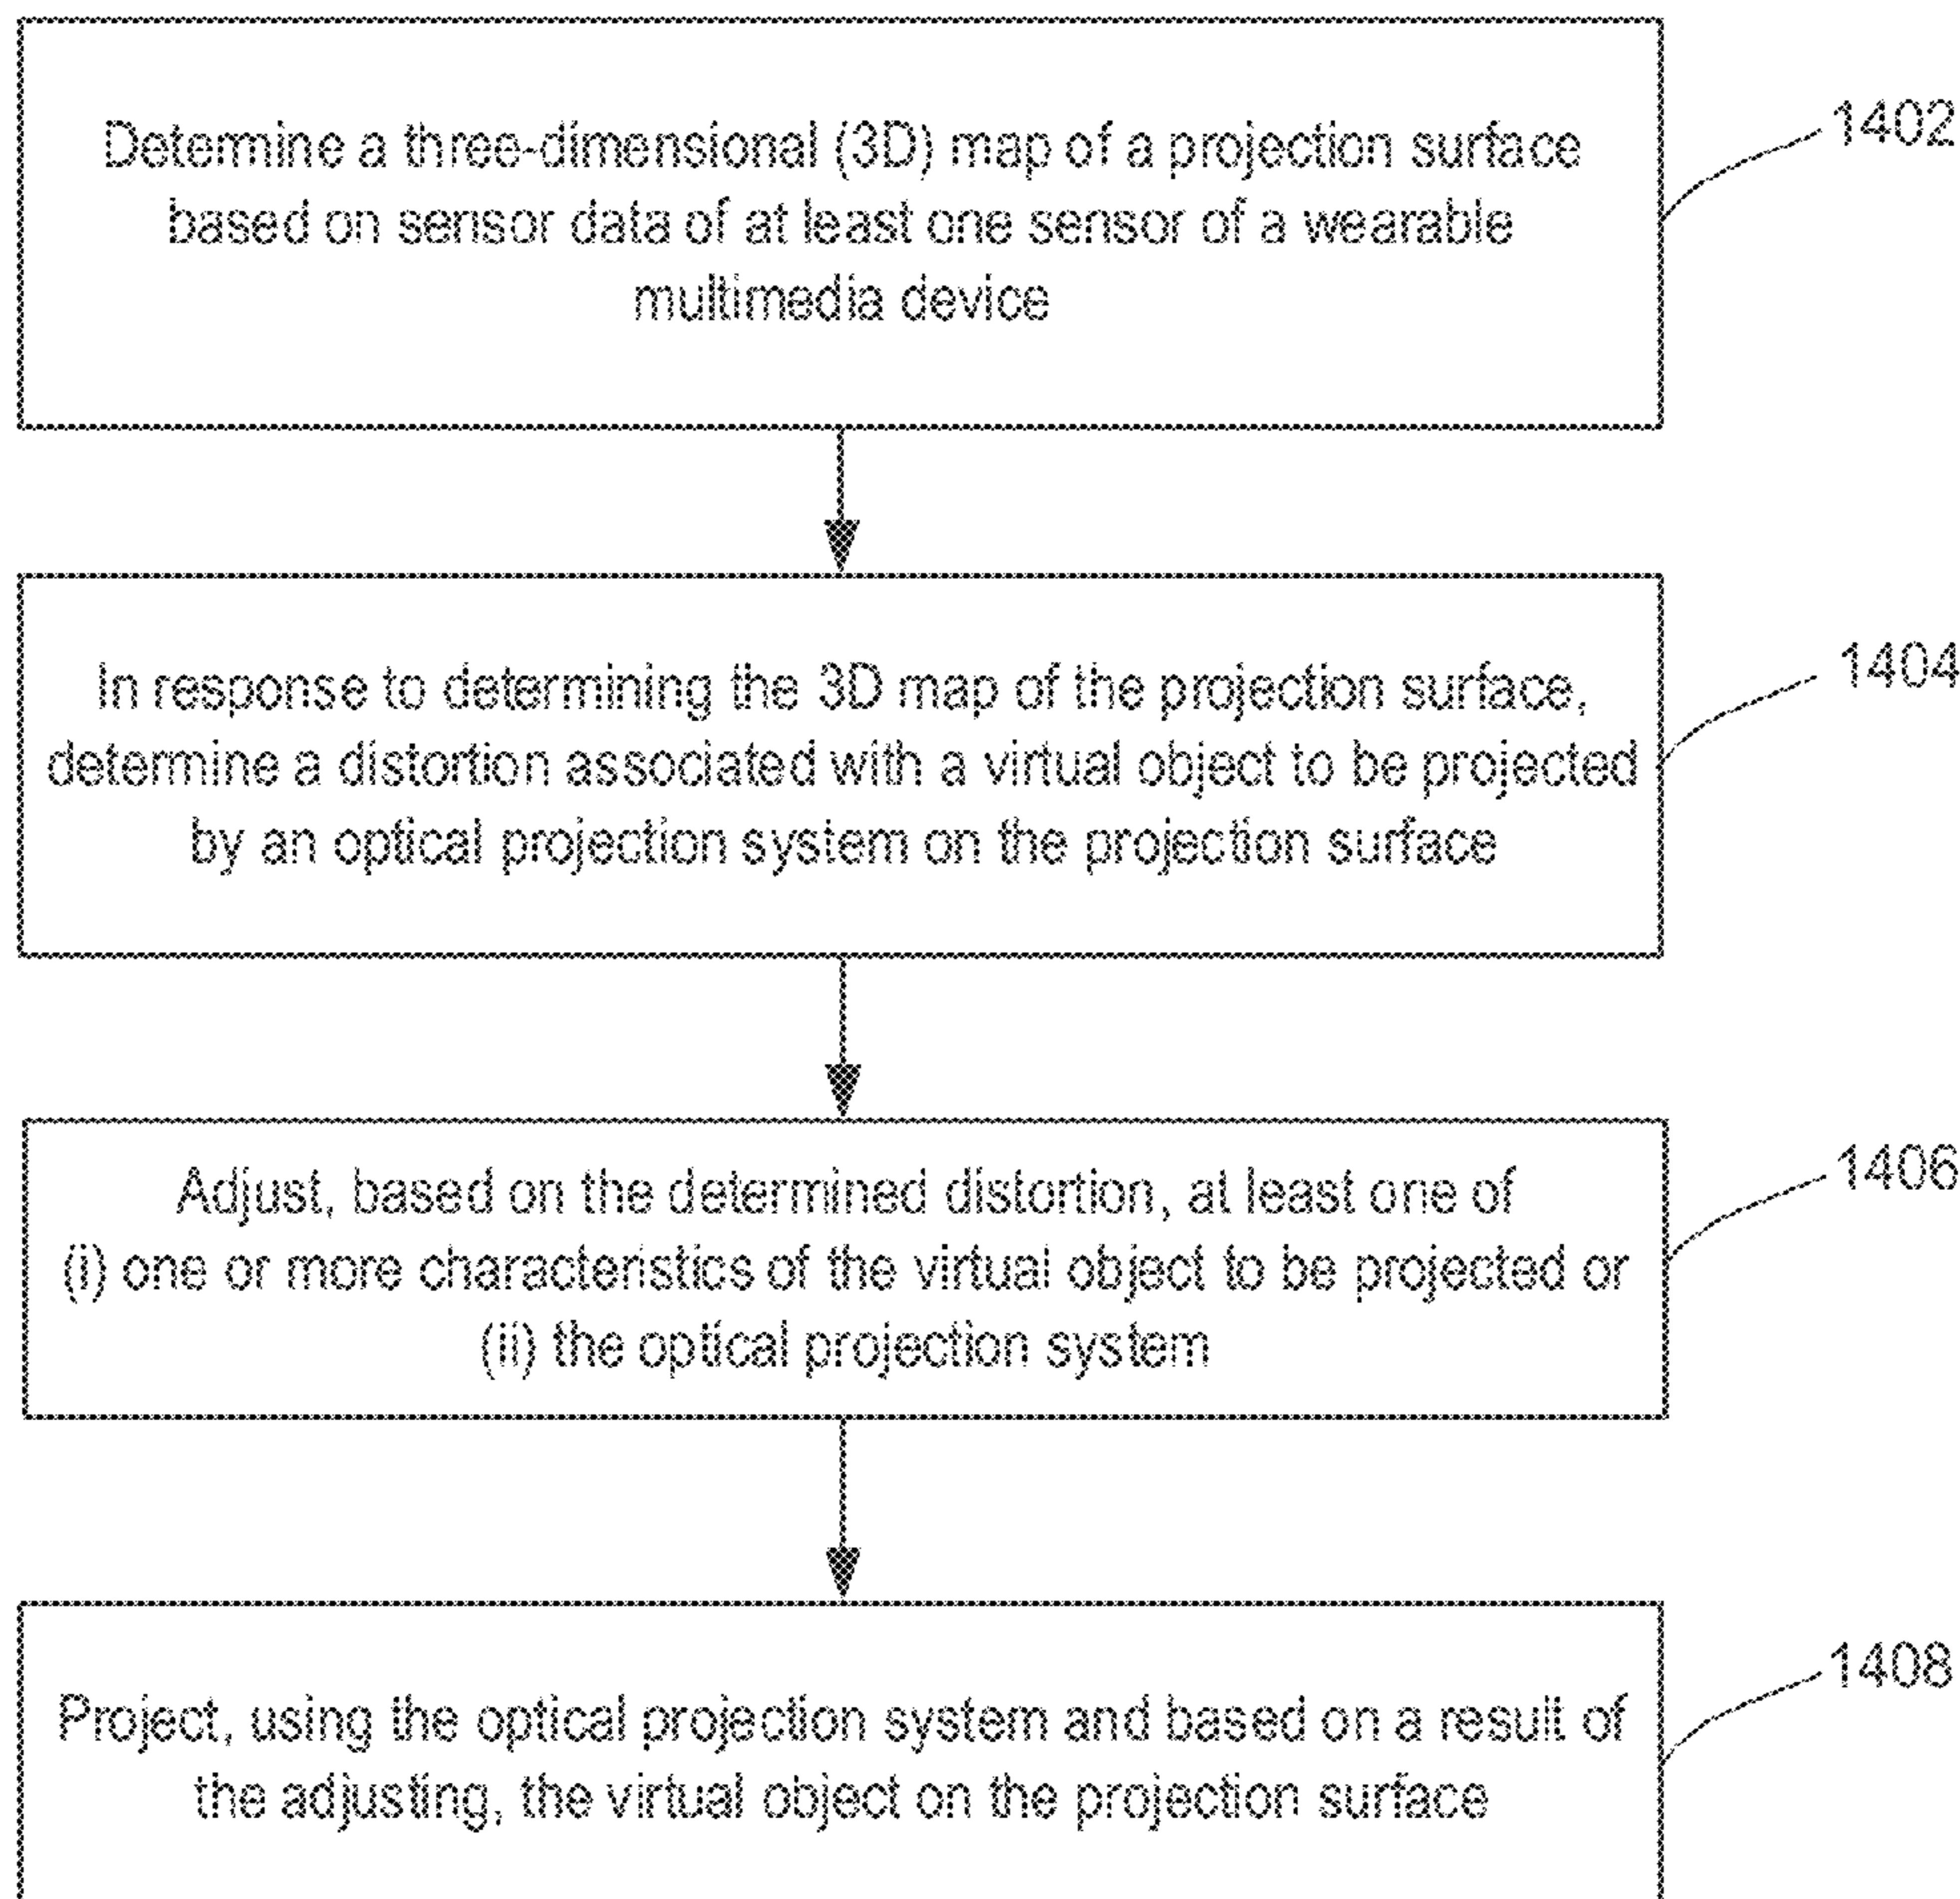 Determine a three-dimensional (3D) map of a projection surface
based on sensor data of at least one sensor of a wearable
multimedia device
1402
In response to determining the 3D map of the projection surface,
determine a distortion associated with a virtual object to be projected
by an optical projection system on the projection surface
1404
Adjust, based on the determined distortion, at least one of
(i) one or more characteristics of the virtual object to be projected or
(ii) the optical projection system
1406
Project, using the optical projection system and based on a result of
the adjusting, the virtual object on the projection surface
1408